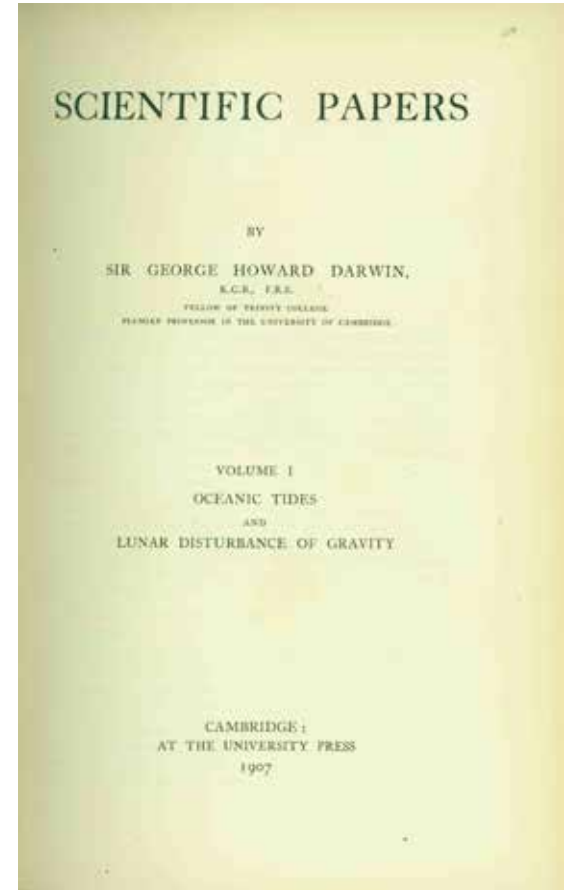 SCIENTIFIC PAPERS
BY
SIR GEORGE HOWARD DARWIN,
K.C.B., F.R.S.
FELLOW OF TRINITY COLLEGE
PLUMIAN PROFESSOR IN THE UNIVERSITY OF CAMBRIDGE
VOLUME I
OCEANIC TIDES
AND
LUNAR DISTURBANCE OF GRAVITY
CAMBRIDGE:
AT THE UNIVERSITY PRESS
1907